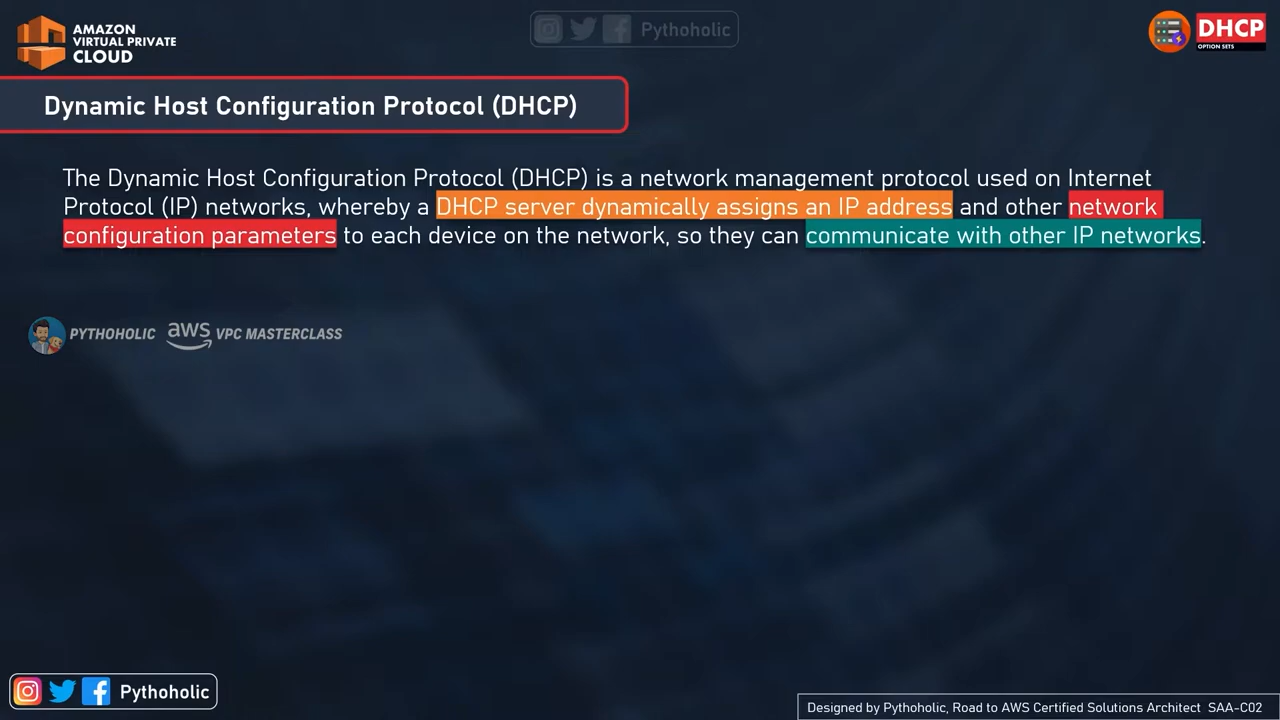 AMAZON
VIRTUAL PRIVATE
CLOUD
Pythoholic
DHCP
OPTION SETS
Dynamic Host Configuration Protocol (DHCP)
The Dynamic Host Configuration Protocol (DHCP) is a network management protocol used on Internet
Protocol (IP) networks, whereby a DHCP server dynamically assigns an IP address and other network
configuration parameters to each device on the network, so they can communicate with other IP networks.
PYTHOHOLIC aws VPC MASTERCLASS
Pythoholic
Designed by Pythoholic, Road to AWS Certified Solutions Architect SAA-C02